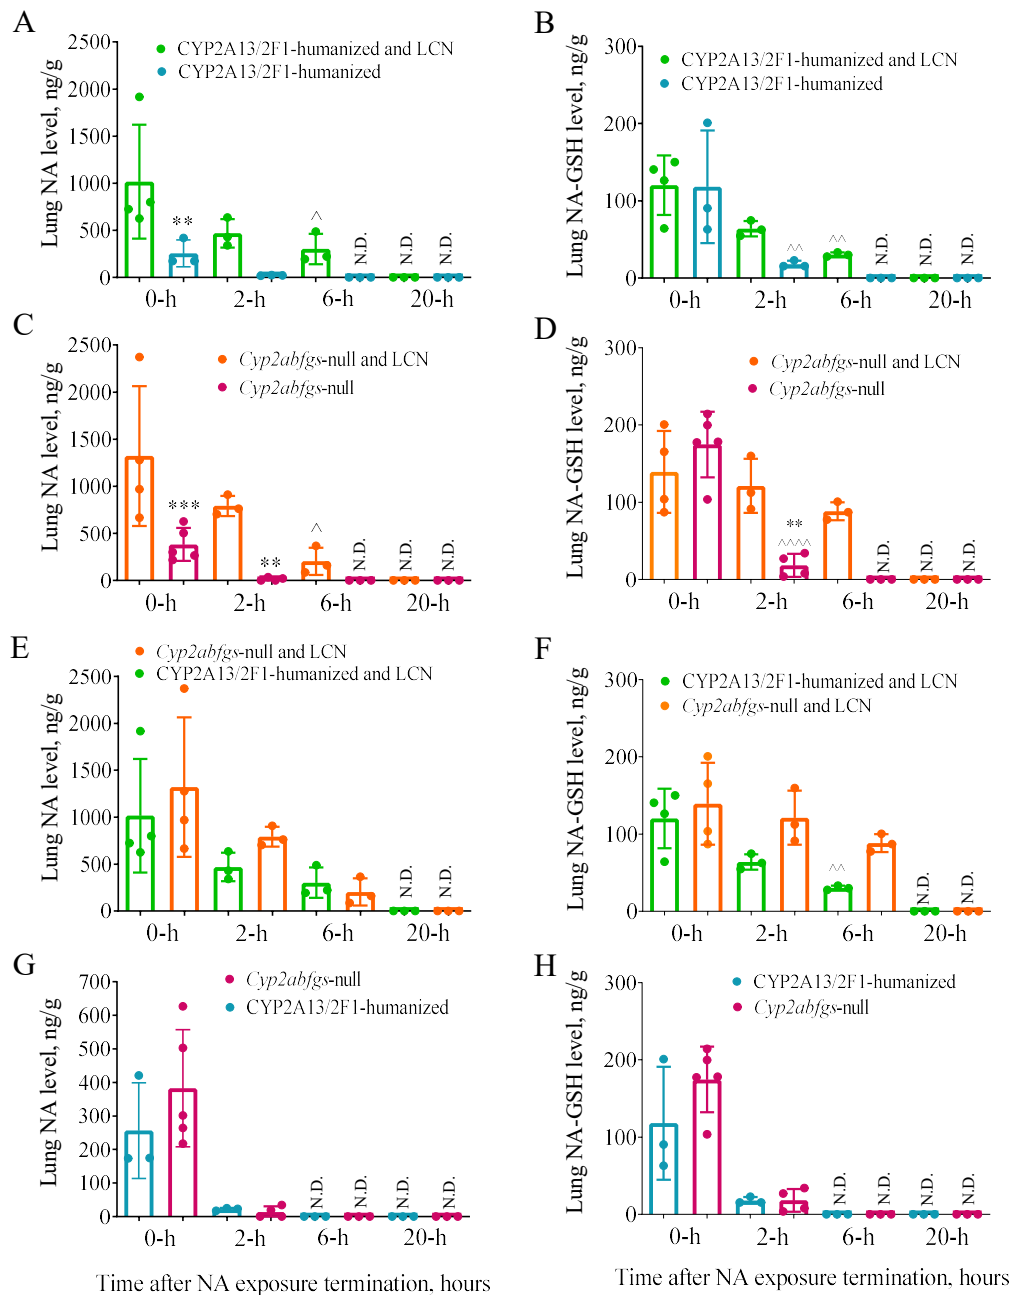 A
Lung NA level, ng/g
2500
2000
1500
1000
500
0
CYP2A13/2F1-humanized and LCN
CYP2A13/2F1-humanized
**
^
N.D.
N.D.
N.D.
0-h
2-h
6-h
20-h
B
Lung NA-GSH level, ng/g
300
200
100
0
CYP2A13/2F1-humanized and LCN
CYP2A13/2F1-humanized
^^
^^
N.D.
N.D.
N.D.
0-h
2-h
6-h
20-h
C
Lung NA level, ng/g
2500
2000
1500
1000
500
0
Cyp2abfgs-null and LCN
Cyp2abfgs-null
***
**
^
N.D.
N.D.
N.D.
0-h
2-h
6-h
20-h
D
Lung NA-GSH level, ng/g
300
200
100
0
Cyp2abfgs-null and LCN
Cyp2abfgs-null
**
^^^^
N.D.
N.D.
N.D.
0-h
2-h
6-h
20-h
E
Lung NA level, ng/g
2500
2000
1500
1000
500
0
Cyp2abfgs-null and LCN
CYP2A13/2F1-humanized and LCN
N.D.
N.D.
0-h
2-h
6-h
20-h
F
Lung NA-GSH level, ng/g
300
200
100
0
CYP2A13/2F1-humanized and LCN
Cyp2abfgs-null and LCN
^^
N.D.
N.D.
0-h
2-h
6-h
20-h
G
Lung NA level, ng/g
700
600
500
400
300
200
100
0
Cyp2abfgs-null
CYP2A13/2F1-humanized
N.D.
N.D.
N.D.
N.D.
0-h
2-h
6-h
20-h
Time after NA exposure termination, hours
H
Lung NA-GSH level, ng/g
300
200
100
0
CYP2A13/2F1-humanized
Cyp2abfgs-null
N.D.
N.D.
N.D.
N.D.
0-h
2-h
6-h
20-h
Time after NA exposure termination, hours